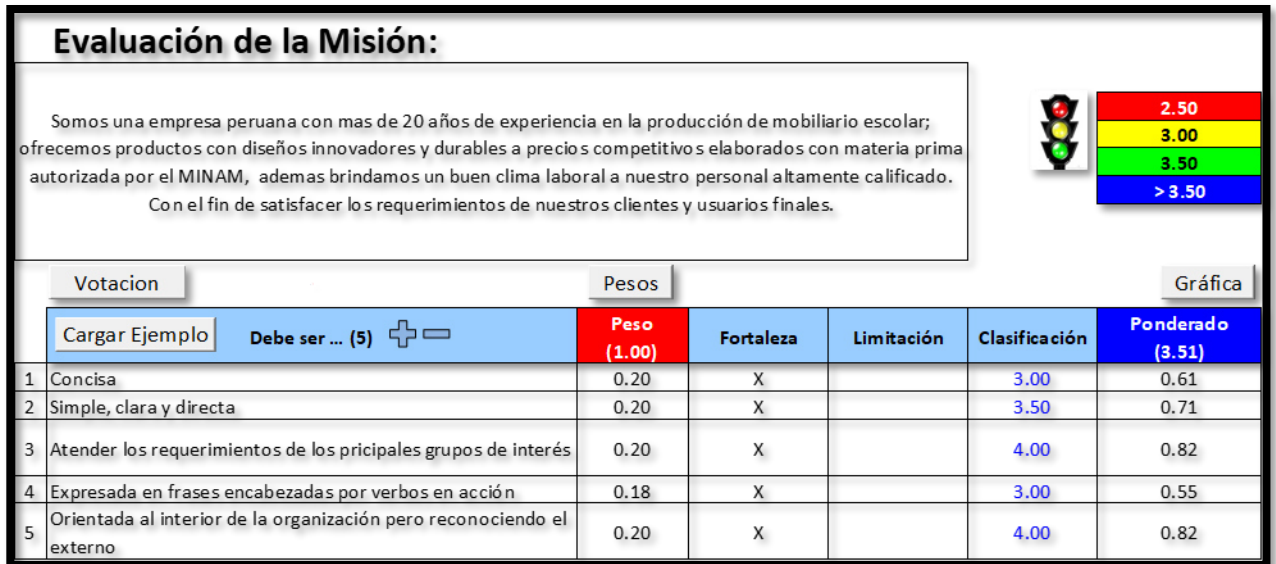 Evaluación de la Misión:
Somos una empresa peruana con mas de 20 años de experiencia en la producción de mobiliario escolar;
ofrecemos productos con diseños innovadores y durables a precios competitivos elaborados con materia prima
autorizada por el MINAM, ademas brindamos un buen clima laboral a nuestro personal altamente calificado.
Con el fin de satisfacer los requerimientos de nuestros clientes y usuarios finales.
2.50
3.00
3.50
> 3.50
Votacion Pesos Gráfica
Cargar Ejemplo Debe ser ... (5) Peso (1.00) Fortaleza Limitación Clasificación Ponderado (3.51)
1 Concisa 0.20 X 3.00 0.61
2 Simple, clara y directa 0.20 X 3.50 0.71
3 Atender los requerimientos de los pricipales grupos de interés 0.20 X 4.00 0.82
4 Expresada en frases encabezadas por verbos en acción 0.18 X 3.00 0.55
5 Orientada al interior de la organización pero reconociendo el
externo 0.20 X 4.00 0.82